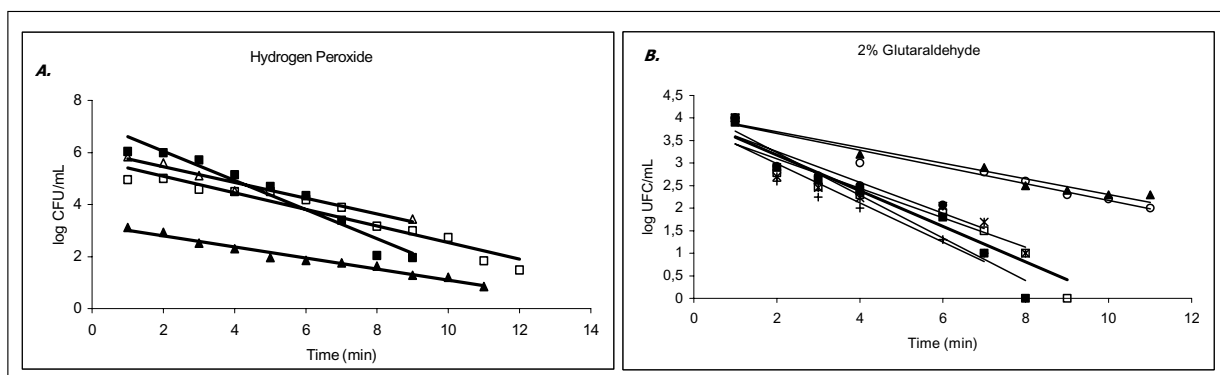 A.
Hydrogen Peroxide
log CFU/mL
8
6
4
2
0
0 2 4 6 8 10 12 14
Time (min)
B.
2% Glutaraldehyde
log UFC/mL
4,5
4
3,5
3
2,5
2
1,5
1
0,5
0
0 2 4 6 8 10 12
Time (min)